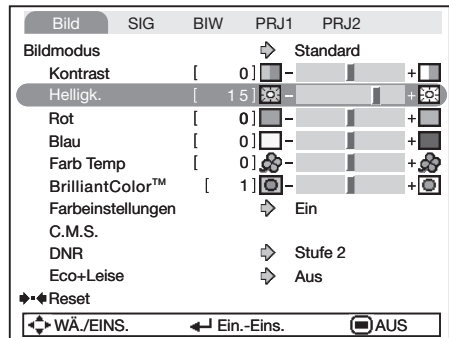 Bild SIG BIW PRJ1 PRJ2
Bildmodus Standard
Kontrast [ 0] - +
Helligk. [ 15] - +
Rot [ 0] - +
Blau [ 0] - +
Farb Temp [ 0] - +
BrilliantColor™ [ 1] - +
Farbeinstellungen Ein
C.M.S.
DNR Stufe 2
Eco+Leise Aus
Reset
WÄ./EINS. Ein.-Eins. AUS